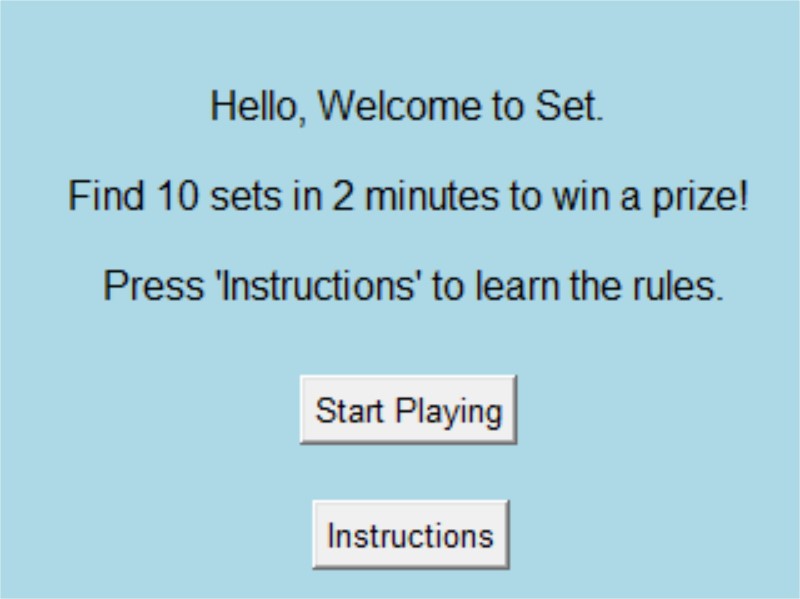 Hello, Welcome to Set.
Find 10 sets in 2 minutes to win a prize!
Press 'Instructions' to learn the rules.
Start Playing
Instructions